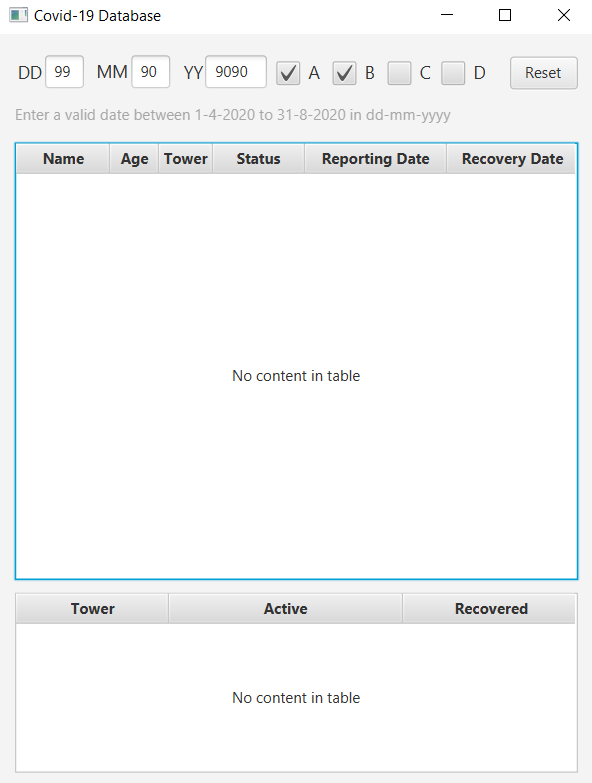 Covid-19 Database
DD 99 MM 90 YY 9090 A B C D Reset
Enter a valid date between 1-4-2020 to 31-8-2020 in dd-mm-yyyy
Name Age Tower Status Reporting Date Recovery Date
No content in table
Tower Active Recovered
No content in table